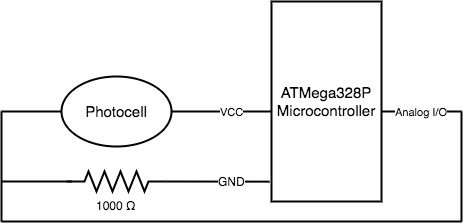 ATMega328P
Microcontroller
Photocell
VCC
Analog I/O
GND
1000 Ω